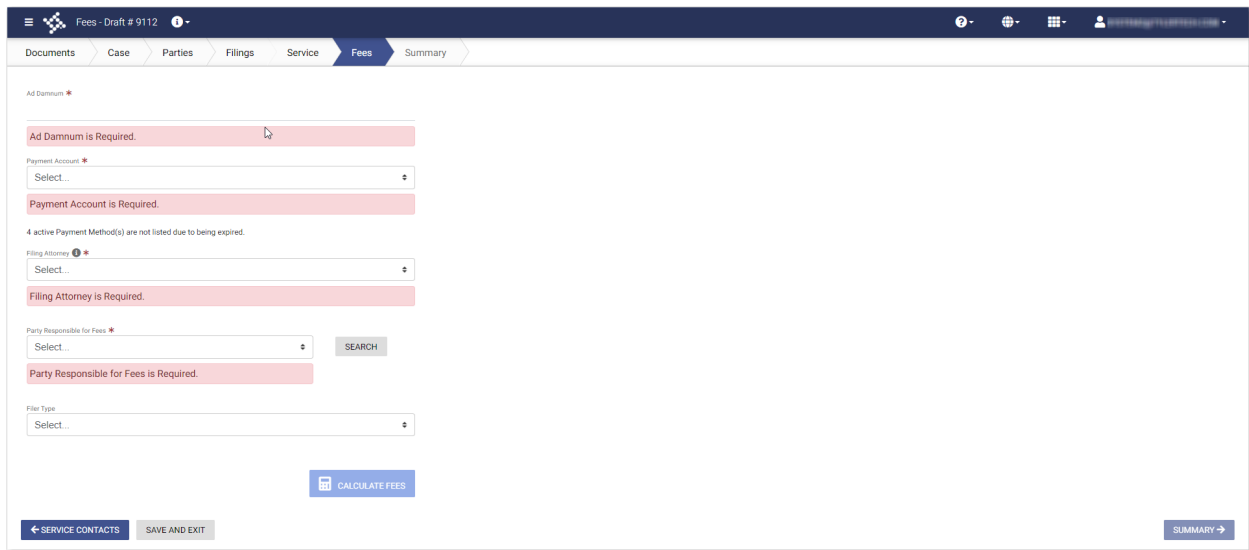 Fees - Draft # 9112
Documents Case Parties Filings Service Fees Summary
Ad Damnum *
Ad Damnum is Required.
Payment Account *
Select...
Payment Account is Required.
4 active Payment Method(s) are not listed due to being expired.
Filing Attorney *
Select...
Filing Attorney is Required.
Party Responsible for Fees *
Select... SEARCH
Party Responsible for Fees is Required.
Filer Type
Select...
CALCULATE FEES
SERVICE CONTACTS SAVE AND EXIT SUMMARY